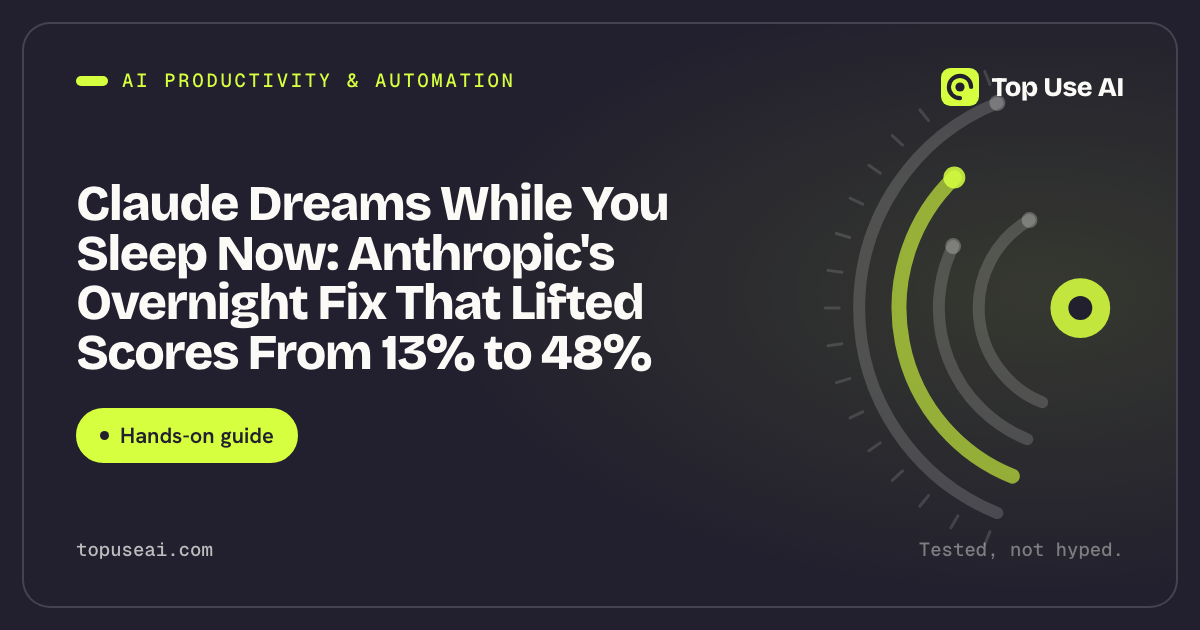 AI PRODUCTIVITY & AUTOMATION
Top Use AI
Claude Dreams While You
Sleep Now: Anthropic's
Overnight Fix That Lifted
Scores From 13% to 48%
Hands-on guide
topuseai.com
Tested, not hyped.